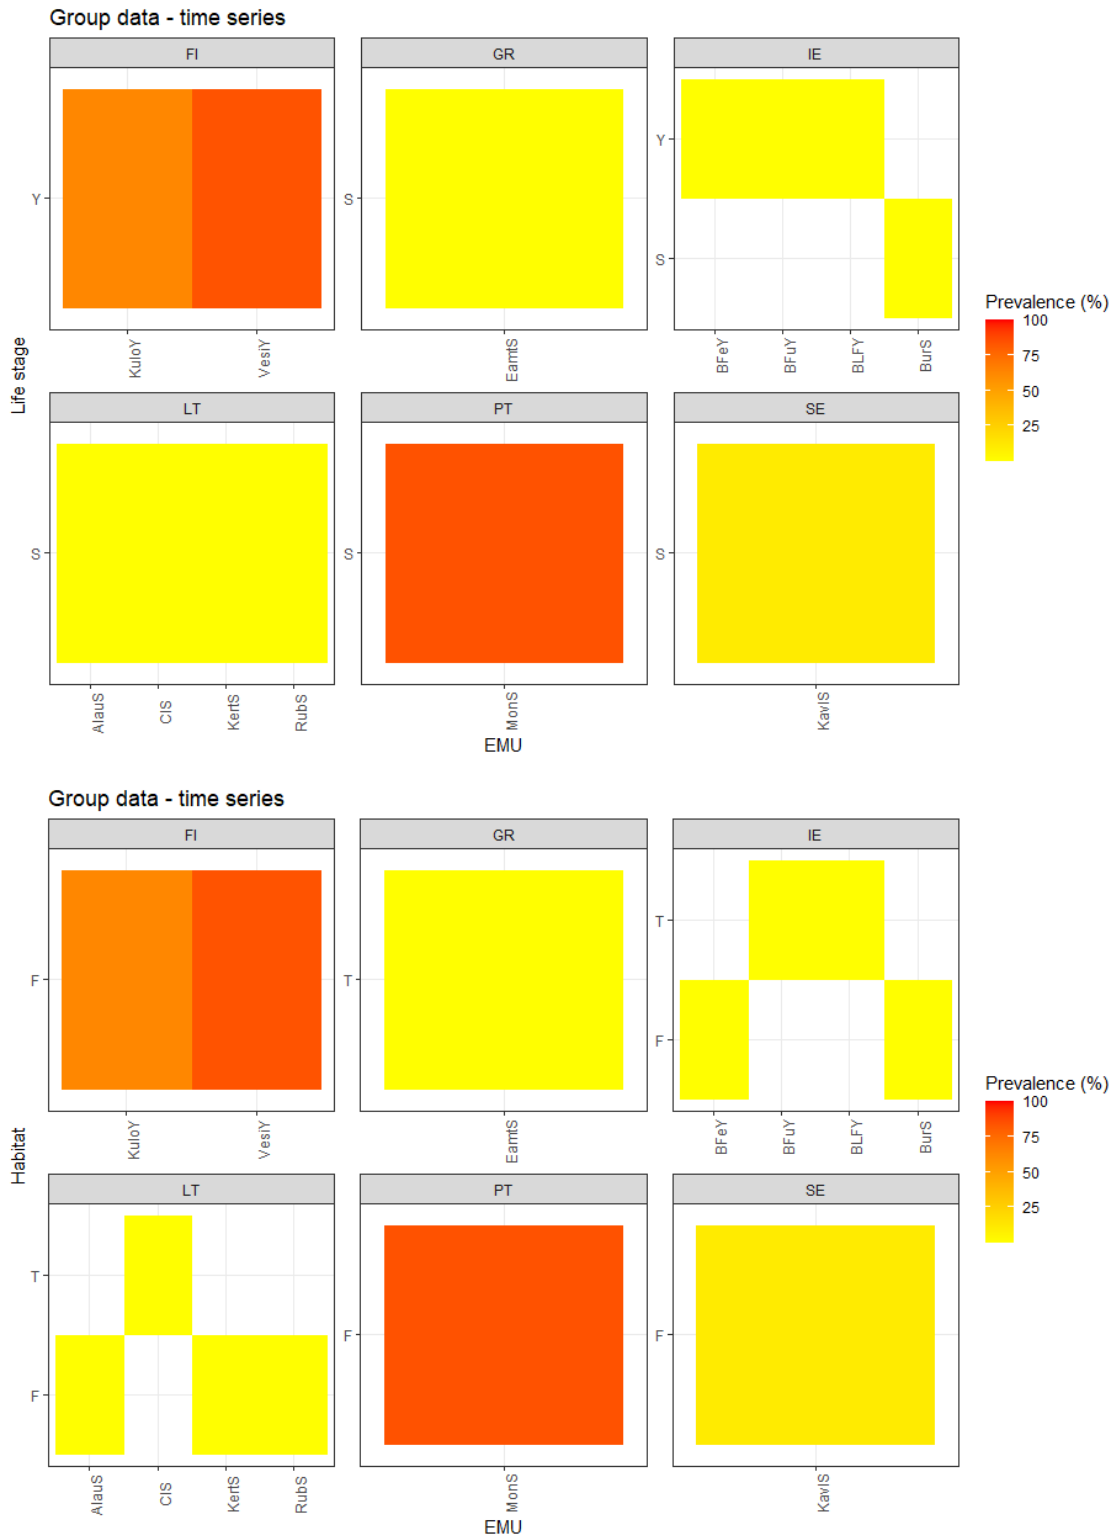 Group data - time series
FI
GR
IE
Y
S
Y
S
KuloY
VesiY
EamtS
BFeY
BFuY
BLFY
BurS
Life stage
LT
PT
SE
S
S
S
AlauS
ClS
KertS
RubS
MonS
KavlS
EMU
Prevalence (%)
100
75
50
25
Group data - time series
FI
GR
IE
F
T
T
F
KuloY
VesiY
EamtS
BFeY
BFuY
BLFY
BurS
Habitat
LT
PT
SE
T
F
F
F
AlauS
ClS
KertS
RubS
MonS
KavlS
EMU
Prevalence (%)
100
75
50
25